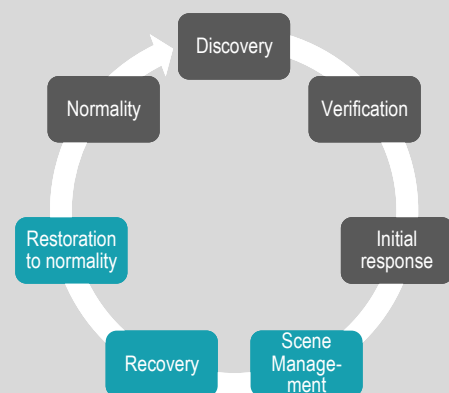 Discovery
Verification
Initial
response
Scene
Manage-
ment
Recovery
Restoration
to normality
Normality